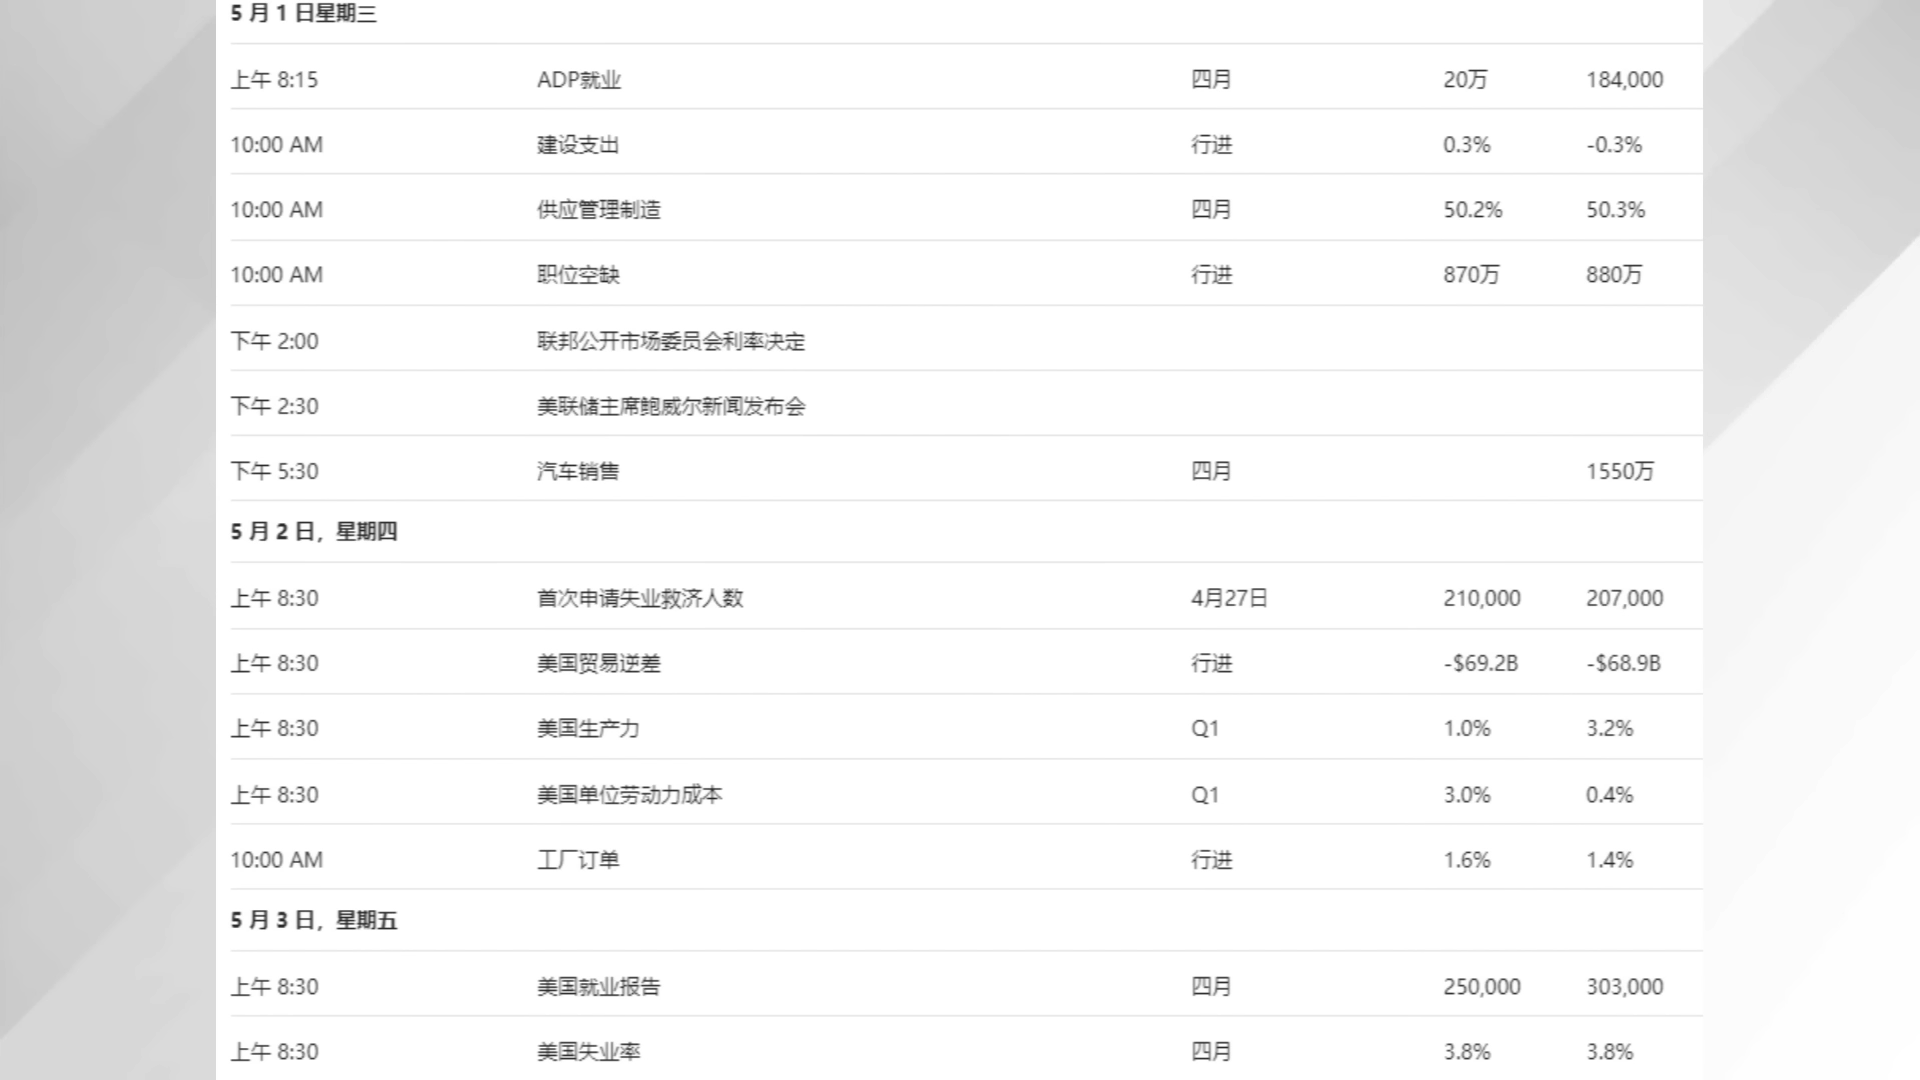 5 月 1 日星期三
上午 8:15 ADP就业 四月 20万 184,000
10:00 AM 建设支出 行进 0.3% -0.3%
10:00 AM 供应管理制造 四月 50.2% 50.3%
10:00 AM 职位空缺 行进 870万 880万
下午 2:00 联邦公开市场委员会利率决定
下午 2:30 美联储主席鲍威尔新闻发布会
下午 5:30 汽车销售 四月 1550万
5 月 2 日，星期四
上午 8:30 首次申请失业救济人数 4月27日 210,000 207,000
上午 8:30 美国贸易逆差 行进 -$69.2B -$68.9B
上午 8:30 美国生产力 Q1 1.0% 3.2%
上午 8:30 美国单位劳动力成本 Q1 3.0% 0.4%
10:00 AM 工厂订单 行进 1.6% 1.4%
5 月 3 日，星期五
上午 8:30 美国就业报告 四月 250,000 303,000
上午 8:30 美国失业率 四月 3.8% 3.8%